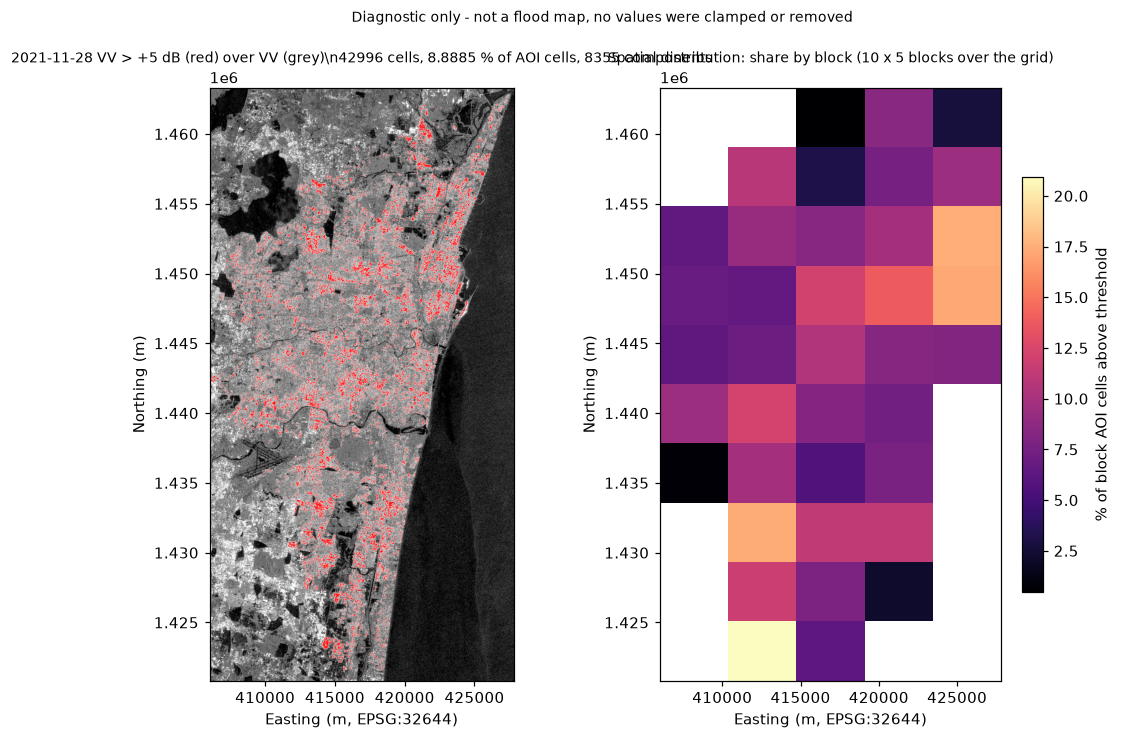 Diagnostic only - not a flood map, no values were clamped or removed
2021-11-28 VV > +5 dB (red) over VV (grey)\n42996 cells, 8.8885 % of AOI cells, 8355 components
Spatial distribution: share by block (10 x 5 blocks over the grid)
1e6
1.460
1.455
1.450
1.445
1.440
1.435
1.430
1.425
Northing (m)
410000 415000 420000 425000
Easting (m, EPSG:32644)
1e6
1.460
1.455
1.450
1.445
1.440
1.435
1.430
1.425
Northing (m)
410000 415000 420000 425000
Easting (m, EPSG:32644)
20.0
17.5
15.0
12.5
10.0
7.5
5.0
2.5
% of block AOI cells above threshold